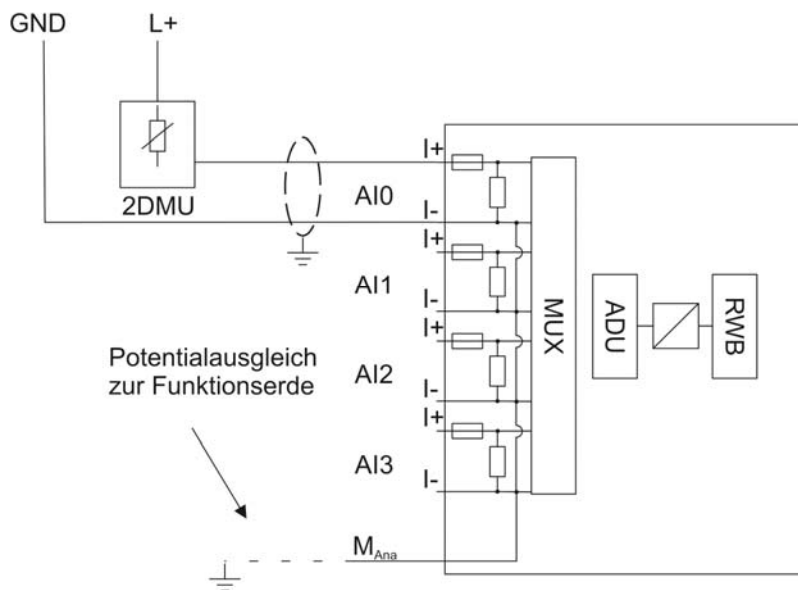 GND L+
2DMU
I+
AI0
I-
I+
AI1
I-
I+
AI2
I-
I+
AI3
I-
MUX
ADU
RWB
Potentialausgleich
zur Funktionserde
MAna